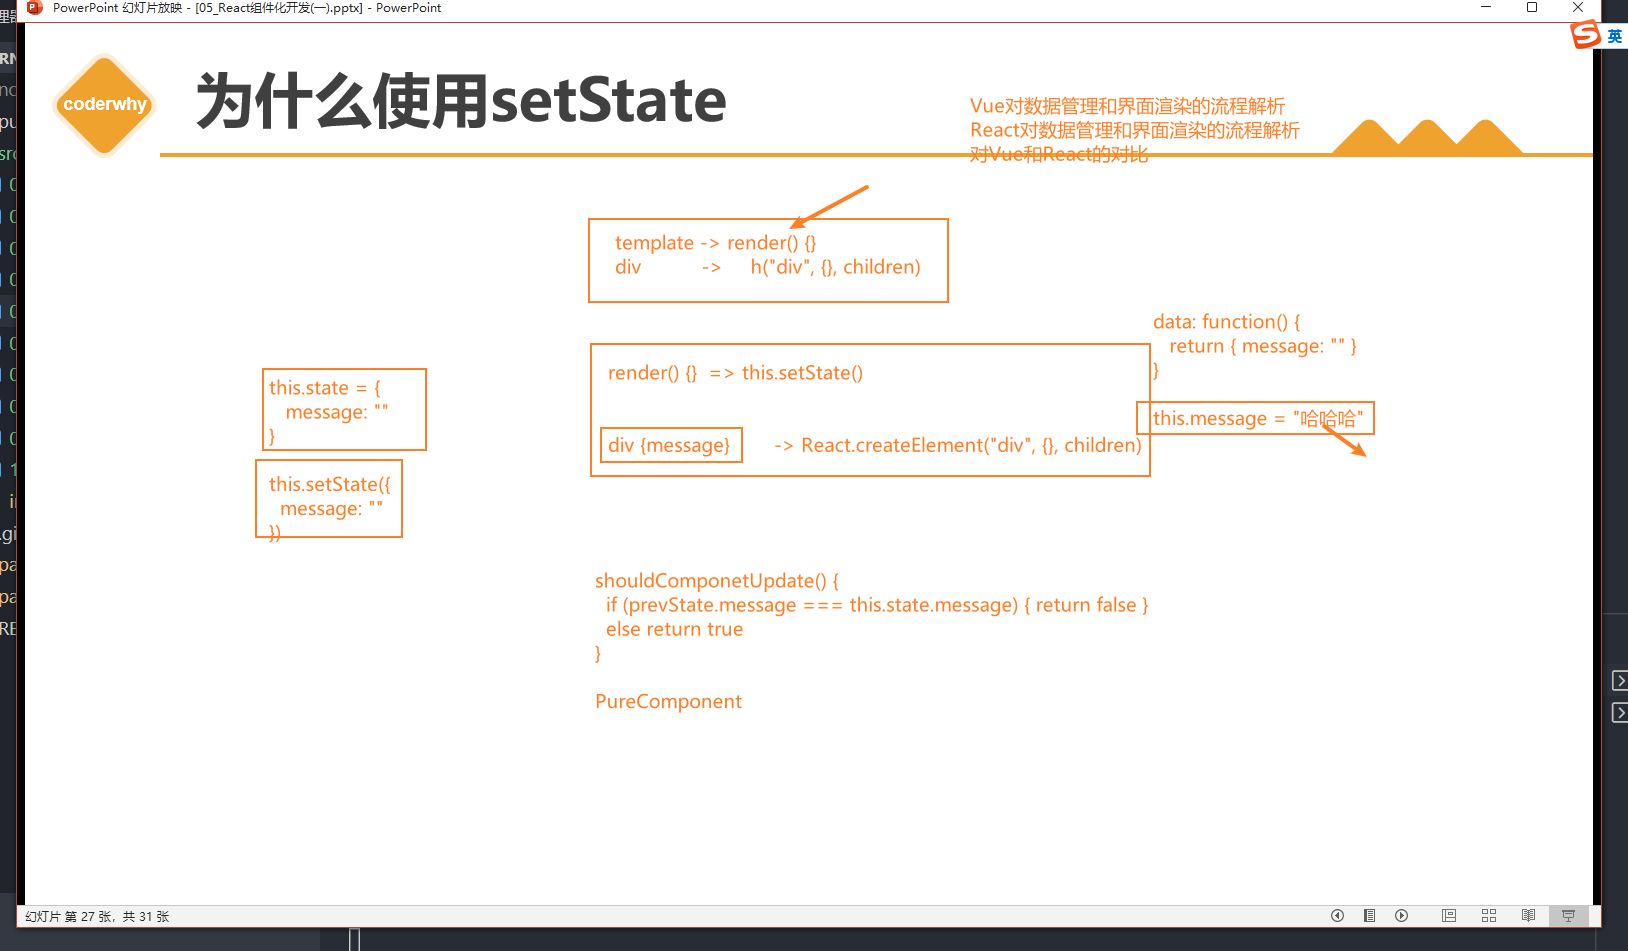 PowerPoint 幻灯片放映 - [05_React组件化开发(一).pptx] - PowerPoint
英
coderwhy
为什么使用setState
Vue对数据管理和界面渲染的流程解析
React对数据管理和界面渲染的流程解析
对Vue和React的对比
template -> render() {}
div -> h("div", {}, children)
data: function() {
return { message: "" }
}
this.message = "哈哈哈"
render() {} => this.setState()
div {message} -> React.createElement("div", {}, children)
this.state = {
message: ""
}
this.setState({
message: ""
})
shouldComponetUpdate() {
if (prevState.message === this.state.message) { return false }
else return true
}
PureComponent
幻灯片 第 27 张，共 31 张